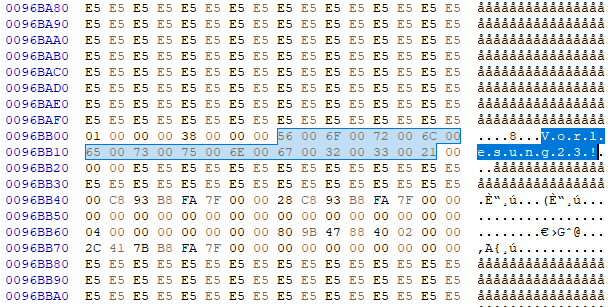 0096BA80 E5 E5 E5 E5 E5 E5 E5 E5 E5 E5 E5 E5 E5 E5 E5 E5 åååååååååååååååå
0096BA90 E5 E5 E5 E5 E5 E5 E5 E5 E5 E5 E5 E5 E5 E5 E5 E5 åååååååååååååååå
0096BAA0 E5 E5 E5 E5 E5 E5 E5 E5 E5 E5 E5 E5 E5 E5 E5 E5 åååååååååååååååå
0096BAB0 E5 E5 E5 E5 E5 E5 E5 E5 E5 E5 E5 E5 E5 E5 E5 E5 åååååååååååååååå
0096BAC0 E5 E5 E5 E5 E5 E5 E5 E5 E5 E5 E5 E5 E5 E5 E5 E5 åååååååååååååååå
0096BAD0 E5 E5 E5 E5 E5 E5 E5 E5 E5 E5 E5 E5 E5 E5 E5 E5 åååååååååååååååå
0096BAE0 E5 E5 E5 E5 E5 E5 E5 E5 E5 E5 E5 E5 E5 E5 E5 E5 åååååååååååååååå
0096BAF0 E5 E5 E5 E5 E5 E5 E5 E5 E5 E5 E5 E5 E5 E5 E5 E5 åååååååååååååååå
0096BB00 01 00 00 00 38 00 00 00 56 00 6F 00 72 00 6C 00 ....8...V.o.r.l.
0096BB10 65 00 73 00 75 00 6E 00 67 00 32 00 33 00 21 00 e.s.u.n.g.2.3.!.
0096BB20 00 00 E5 E5 E5 E5 E5 E5 E5 E5 E5 E5 E5 E5 E5 E5 ..åååååååååååååå
0096BB30 E5 E5 E5 E5 E5 E5 E5 E5 E5 E5 E5 E5 E5 E5 E5 E5 åååååååååååååååå
0096BB40 00 C8 93 B8 FA 7F 00 00 28 C8 93 B8 FA 7F 00 00 .È“¸ú...(È“¸ú...
0096BB50 00 00 00 00 00 00 00 00 00 00 00 00 00 00 00 00 ................
0096BB60 04 00 00 00 00 00 00 00 80 9B 47 88 40 02 00 00 ........€›Gˆ@...
0096BB70 2C 41 7B B8 FA 7F 00 00 00 00 00 00 00 00 00 00 ,A{¸ú...........
0096BB80 E5 E5 E5 E5 E5 E5 E5 E5 E5 E5 E5 E5 E5 E5 E5 E5 åååååååååååååååå
0096BB90 E5 E5 E5 E5 E5 E5 E5 E5 E5 E5 E5 E5 E5 E5 E5 E5 åååååååååååååååå
0096BBA0 E5 E5 E5 E5 E5 E5 E5 E5 E5 E5 E5 E5 E5 E5 E5 E5 åååååååååååååååå